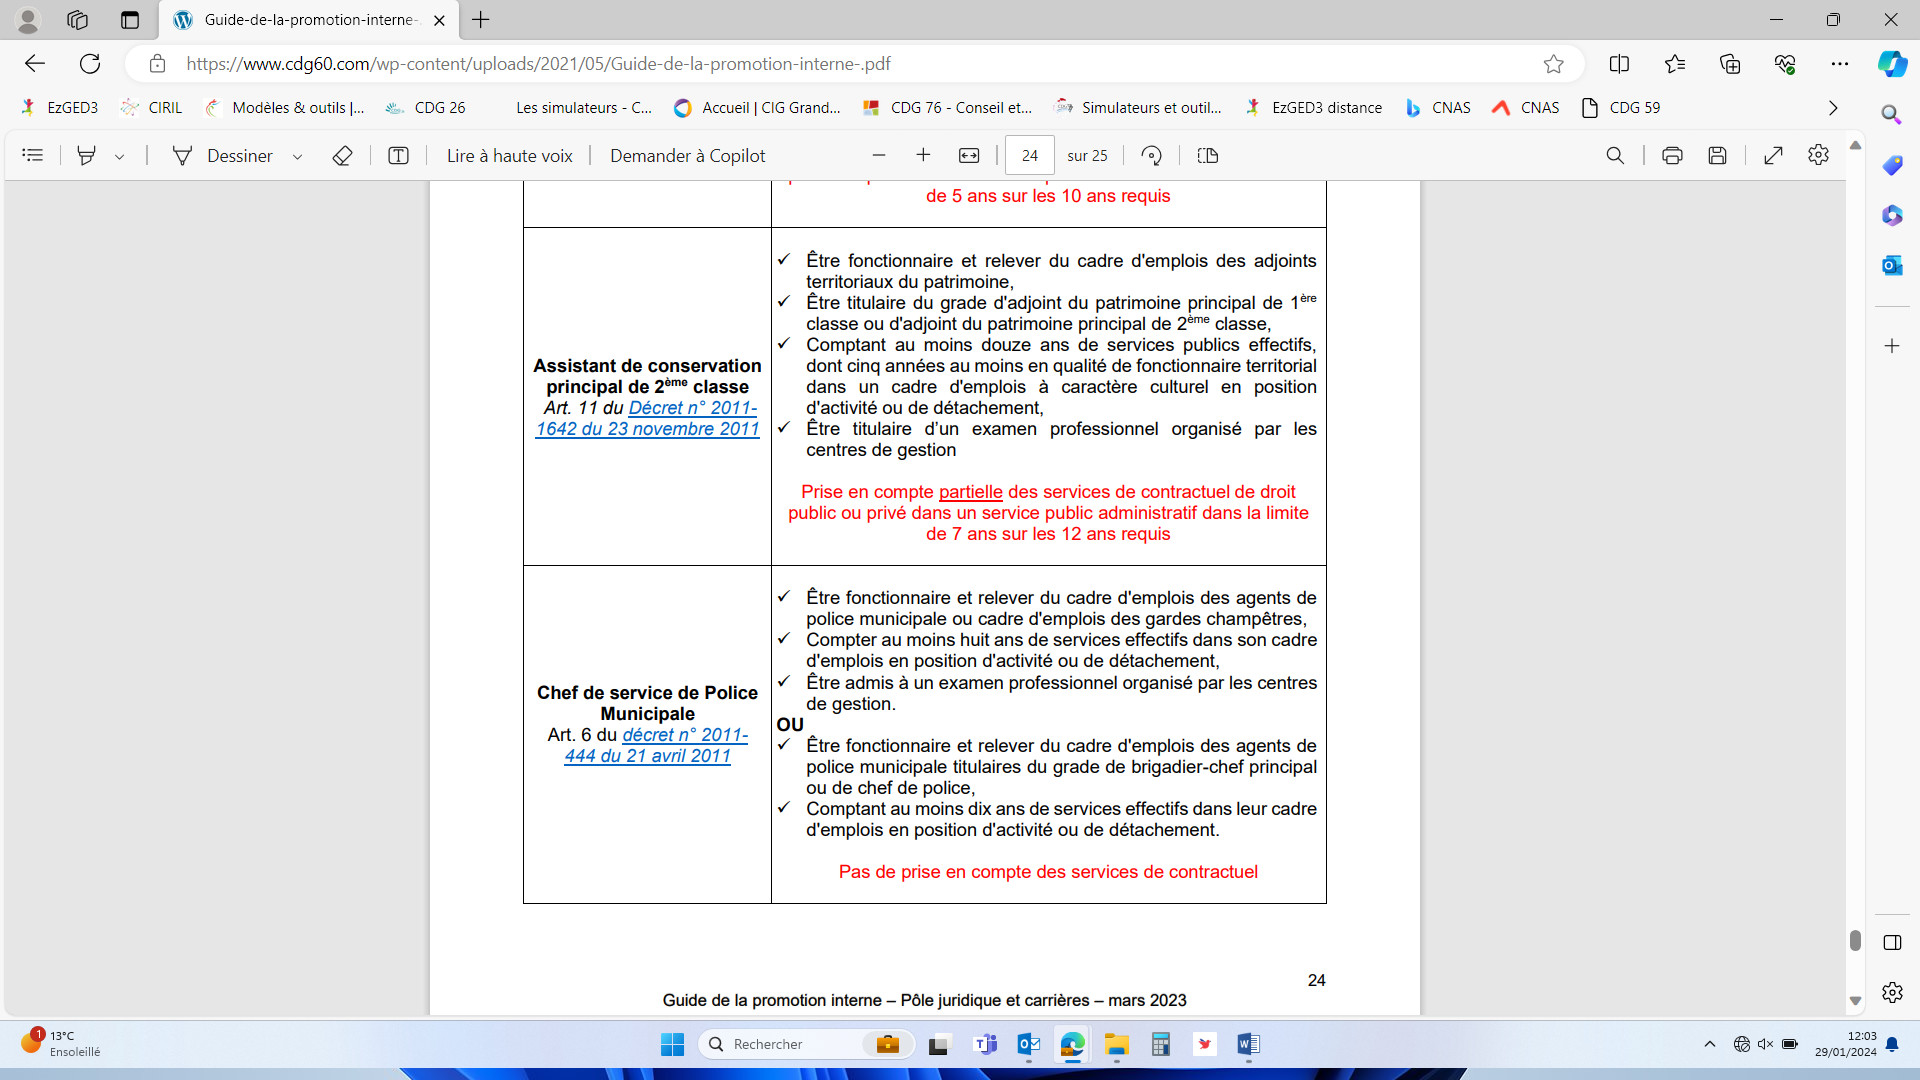 Guide-de-la-promotion-interne-
https://www.cdg60.com/wp-content/uploads/2021/05/Guide-de-la-promotion-interne-.pdf
EzGED3
CIRIL
Modèles & outils |...
CDG 26
Les simulateurs - C...
Accueil | CIG Grand...
CDG 76 - Conseil et...
Simulateurs et outil...
EzGED3 distance
CNAS
CNAS
CDG 59
Dessiner
Lire à haute voix
Demander à Copilot
24
sur 25
de 5 ans sur les 10 ans requis
Assistant de conservation
principal de 2ème classe
Art. 11 du Décret n° 2011-
1642 du 23 novembre 2011
✓ Être fonctionnaire et relever du cadre d'emplois des adjoints
territoriaux du patrimoine,
✓ Être titulaire du grade d'adjoint du patrimoine principal de 1ère
classe ou d'adjoint du patrimoine principal de 2ème classe,
✓ Comptant au moins douze ans de services publics effectifs,
dont cinq années au moins en qualité de fonctionnaire territorial
dans un cadre d'emplois à caractère culturel en position
d'activité ou de détachement,
✓ Être titulaire d’un examen professionnel organisé par les
centres de gestion
Prise en compte partielle des services de contractuel de droit
public ou privé dans un service public administratif dans la limite
de 7 ans sur les 12 ans requis
Chef de service de Police
Municipale
Art. 6 du décret n° 2011-
444 du 21 avril 2011
✓ Être fonctionnaire et relever du cadre d'emplois des agents de
police municipale ou cadre d'emplois des gardes champêtres,
✓ Compter au moins huit ans de services effectifs dans son cadre
d'emplois en position d'activité ou de détachement,
✓ Être admis à un examen professionnel organisé par les centres
de gestion.
OU
✓ Être fonctionnaire et relever du cadre d'emplois des agents de
police municipale titulaires du grade de brigadier-chef principal
ou de chef de police,
✓ Comptant au moins dix ans de services effectifs dans leur cadre
d'emplois en position d'activité ou de détachement.
Pas de prise en compte des services de contractuel
24
Guide de la promotion interne – Pôle juridique et carrières – mars 2023
1
13°C
Ensoleillé
Rechercher
12:03
29/01/2024